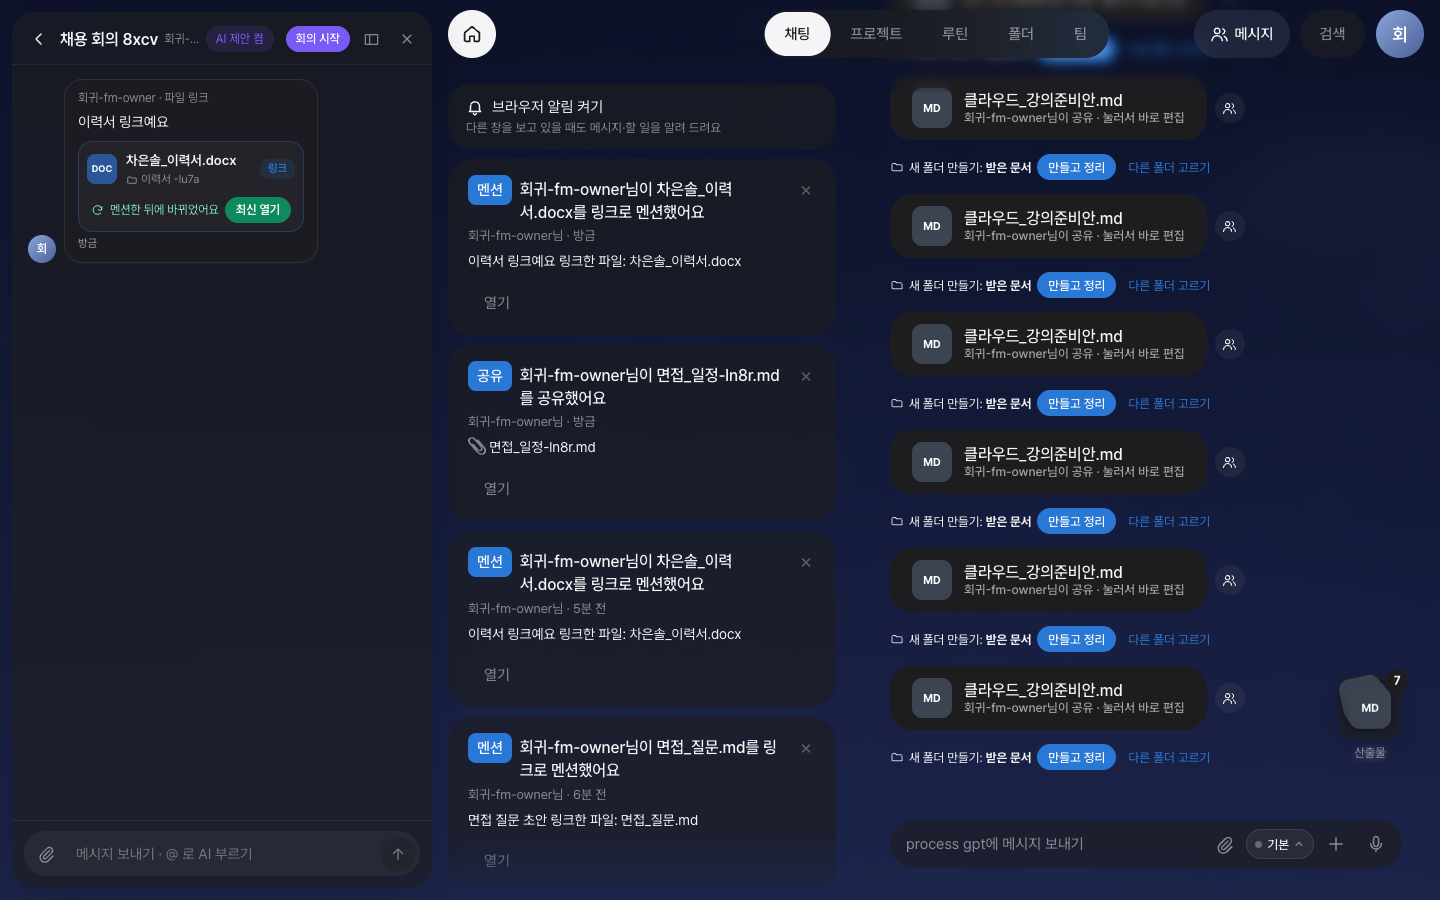 채용 회의 8xcv 회귀-... AI 제안 컴 회의 시작
회귀-fm-owner · 파일 링크
이력서 링크예요
DOC
차은솔_이력서.docx
이력서 -lu7a
링크
멘션한 뒤에 바뀌었어요 최신 열기
방금
회
메시지 보내기 · @ 로 AI 부르기
브라우저 알림 켜기
다른 창을 보고 있을 때도 메시지·할 일을 알려 드려요
멘션 회귀-fm-owner님이 차은솔_이력
서.docx를 링크로 멘션했어요
회귀-fm-owner님 · 방금
이력서 링크예요 링크한 파일: 차은솔_이력서.docx
열기
공유 회귀-fm-owner님이 면접_일정-ln8r.md
를 공유했어요
회귀-fm-owner님 · 방금
면접_일정-ln8r.md
열기
멘션 회귀-fm-owner님이 차은솔_이력
서.docx를 링크로 멘션했어요
회귀-fm-owner님 · 5분 전
이력서 링크예요 링크한 파일: 차은솔_이력서.docx
열기
멘션 회귀-fm-owner님이 면접_질문.md를 링
크로 멘션했어요
회귀-fm-owner님 · 6분 전
면접 질문 초안 링크한 파일: 면접_질문.md
열기
채팅 프로젝트 루틴 폴더 팀
메시지 검색 회
MD 클라우드_강의준비안.md
회귀-fm-owner님이 공유 · 눌러서 바로 편집
새 폴더 만들기: 받은 문서 만들고 정리 다른 폴더 고르기
MD 클라우드_강의준비안.md
회귀-fm-owner님이 공유 · 눌러서 바로 편집
새 폴더 만들기: 받은 문서 만들고 정리 다른 폴더 고르기
MD 클라우드_강의준비안.md
회귀-fm-owner님이 공유 · 눌러서 바로 편집
새 폴더 만들기: 받은 문서 만들고 정리 다른 폴더 고르기
MD 클라우드_강의준비안.md
회귀-fm-owner님이 공유 · 눌러서 바로 편집
새 폴더 만들기: 받은 문서 만들고 정리 다른 폴더 고르기
MD 클라우드_강의준비안.md
회귀-fm-owner님이 공유 · 눌러서 바로 편집
새 폴더 만들기: 받은 문서 만들고 정리 다른 폴더 고르기
MD 클라우드_강의준비안.md
회귀-fm-owner님이 공유 · 눌러서 바로 편집
새 폴더 만들기: 받은 문서 만들고 정리 다른 폴더 고르기
7
MD
산출물
process gpt에 메시지 보내기 기본